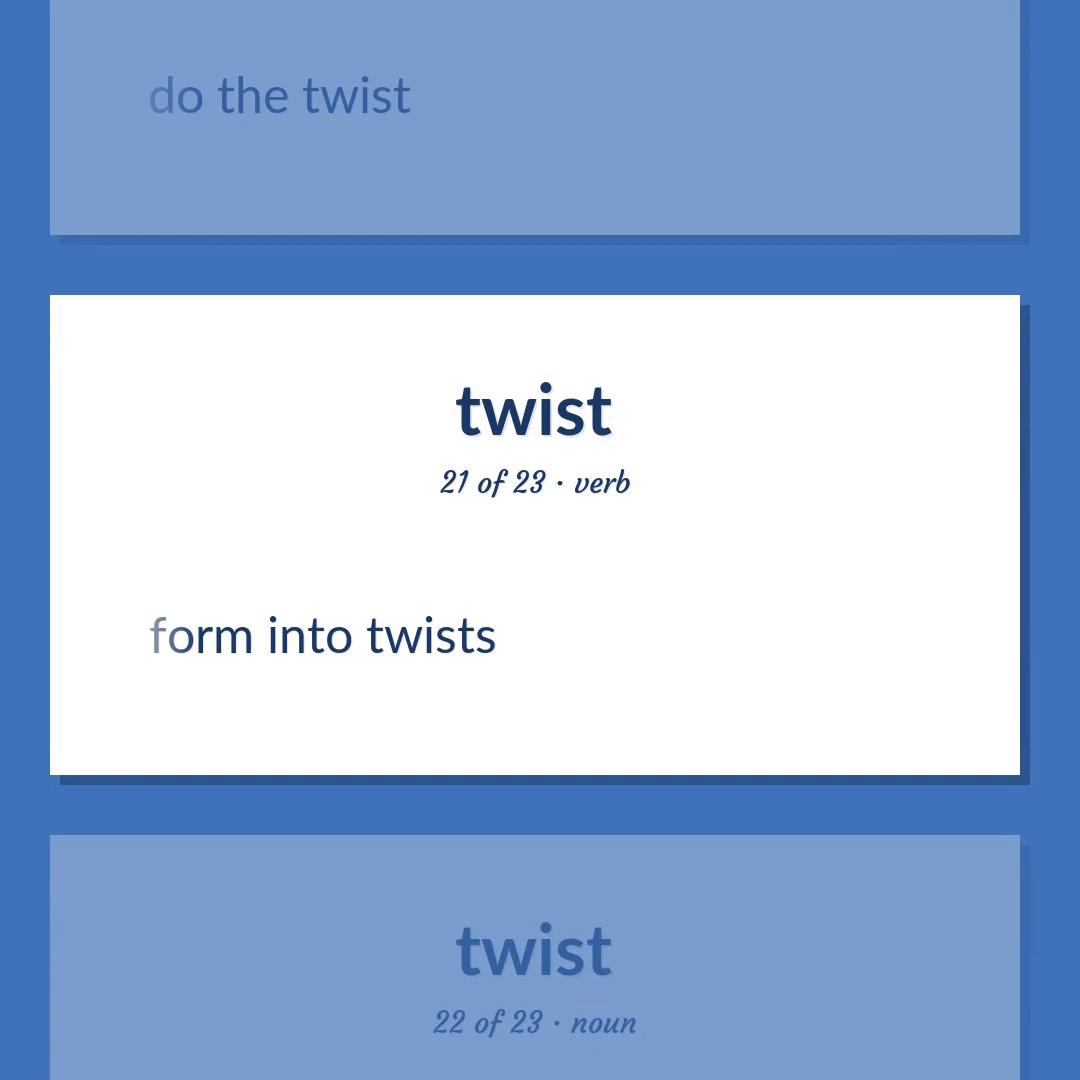 do the twist
twist
21 of 23 · verb
form into twists
twist
22 of 23 · noun